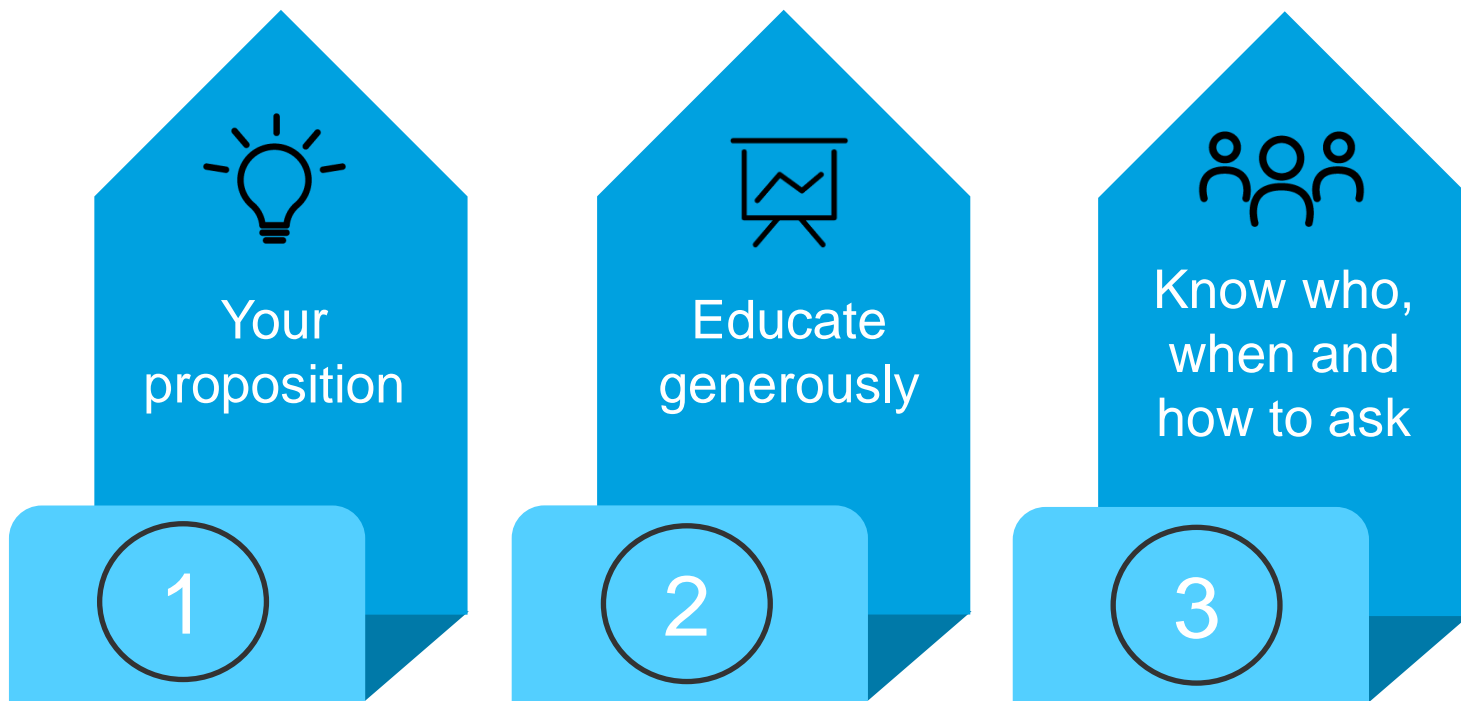 Your
proposition
1
Educate
generously
2
Know who,
when and
how to ask
3